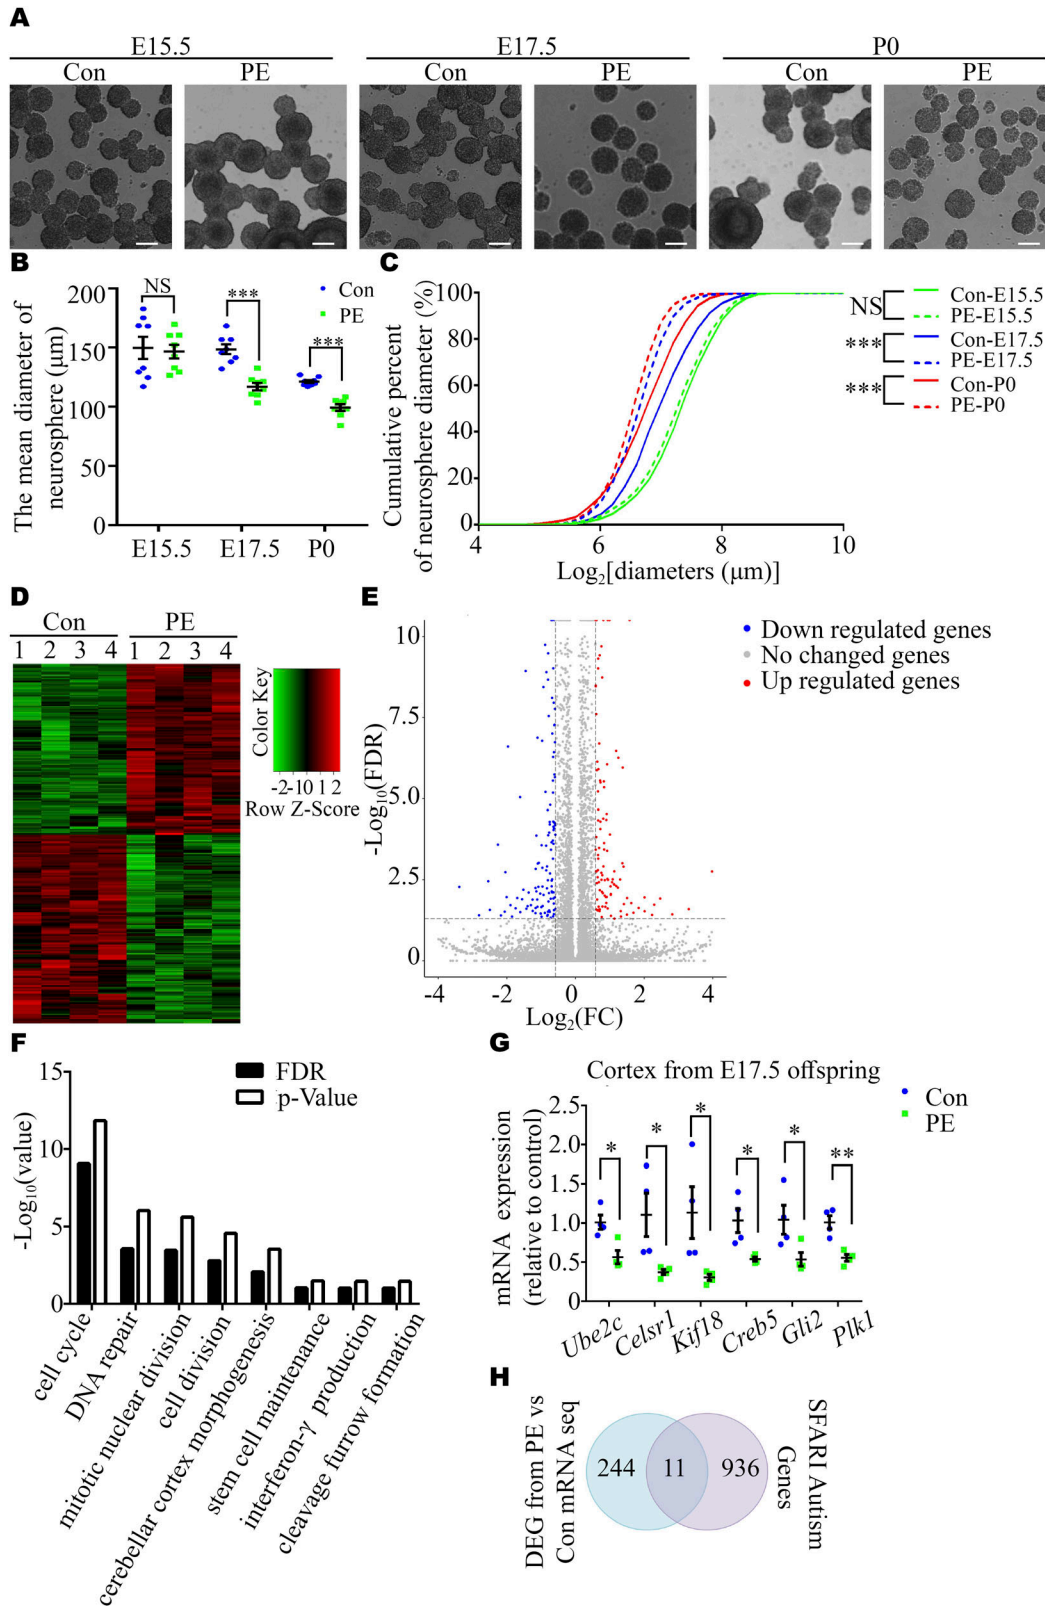 A
E15.5
E17.5
P0
Con
PE
Con
PE
Con
PE
B
The mean diameter of
neurosphere (μm)
200
150
100
50
0
NS
***
***
Con
PE
E15.5
E17.5
P0
C
Cumulative percent
of neurosphere diameter (%)
100
80
60
40
20
0
4
6
8
10
Log2[diameters (μm)]
NS
***
***
Con-E15.5
PE-E15.5
Con-E17.5
PE-E17.5
Con-P0
PE-P0
D
Con
PE
1 2 3 4 1 2 3 4
Color Key
-2-10 1 2
Row Z-Score
E
-Log10(FDR)
10
7.5
5.0
2.5
0
-4
-2
0
2
4
Log2(FC)
Down regulated genes
No changed genes
Up regulated genes
F
-Log10(value)
15
10
5
0
FDR
p-Value
cell cycle
DNA repair
mitotic nuclear division
cell division
cerebellar cortex morphogenesis
stem cell maintenance
interferon-γ production
cleavage furrow formation
G
Cortex from E17.5 offspring
mRNA expression
(relative to control)
2.5
2.0
1.5
1.0
0.5
0
*
*
*
*
*
**
Con
PE
Ube2c
Celsr1
Kif18
Creb5
Gli2
Plk1
H
DEG from PE vs
Con mRNA seq
244
11
936
SFARI Autism
Genes